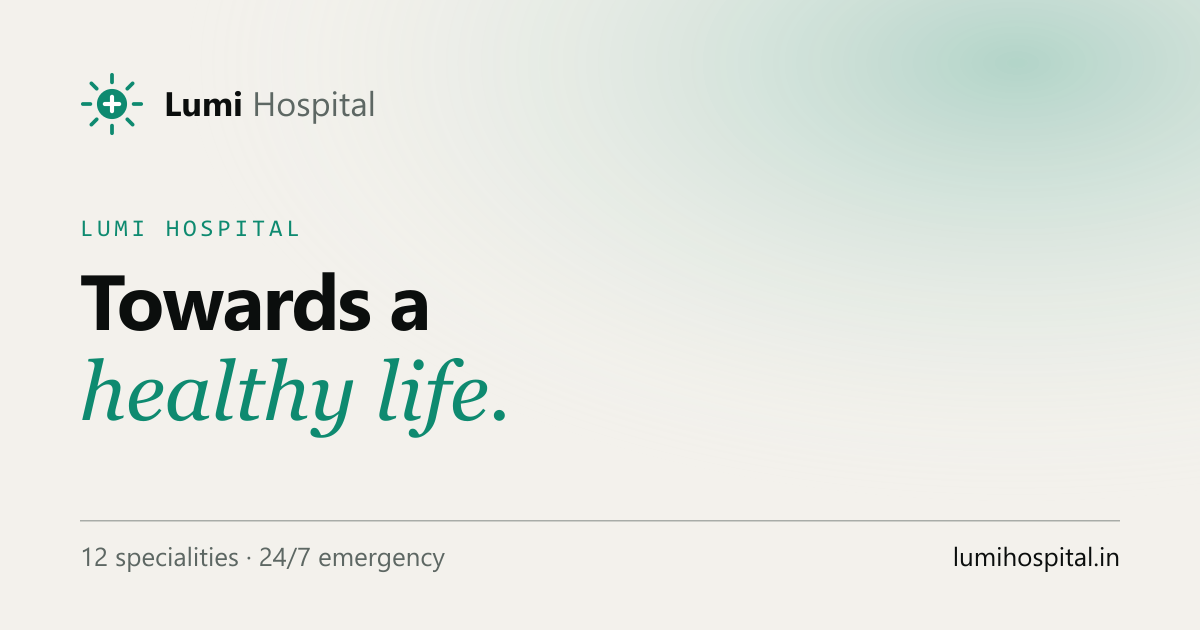 Lumi Hospital
LUMI HOSPITAL
Towards a
healthy life.
12 specialities · 24/7 emergency
lumihospital.in